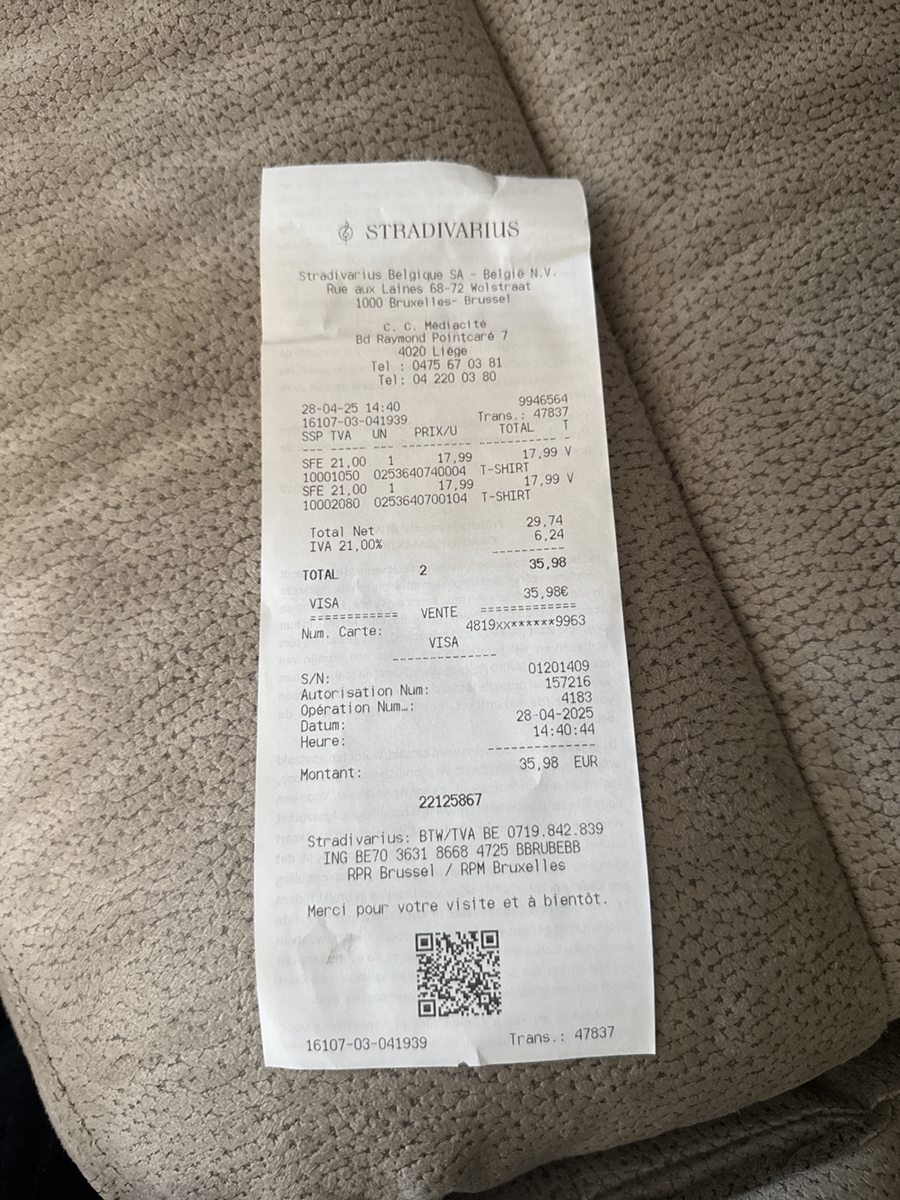 STRADIVARIUS
Stradivarius Belgique SA - België N.V.
Rue aux Laines 68-72 Wolstraat
1000 Bruxelles- Brussel
C. C. Médiacité
Bd Raymond Pointcaré 7
4020 Liège
Tel : 0475 67 03 81
Tel: 04 220 03 80
28-04-25 14:40 9946564
16107-03-041939 Trans.: 47837
SSP TVA UN PRIX/U TOTAL T
--- ----- --- ---------------- ----------- -
SFE 21,00 1 17,99 17,99 V
10001050 0253640740004 T-SHIRT
SFE 21,00 1 17,99 17,99 V
10002080 0253640700104 T-SHIRT
Total Net 29,74
IVA 21,00% 6,24
----------
TOTAL 2 35,98
VISA 35,98€
============ VENTE =============
Num. Carte: 4819xx******9963
VISA
--------------
S/N: 01201409
Autorisation Num: 157216
Opération Num…: 4183
Datum: 28-04-2025
Heure: 14:40:44
--------------
Montant: 35,98 EUR
22125867
Stradivarius: BTW/TVA BE 0719.842.839
ING BE70 3631 8668 4725 BBRUBEBB
RPR Brussel / RPM Bruxelles
Merci pour votre visite et à bientôt.
16107-03-041939 Trans.: 47837